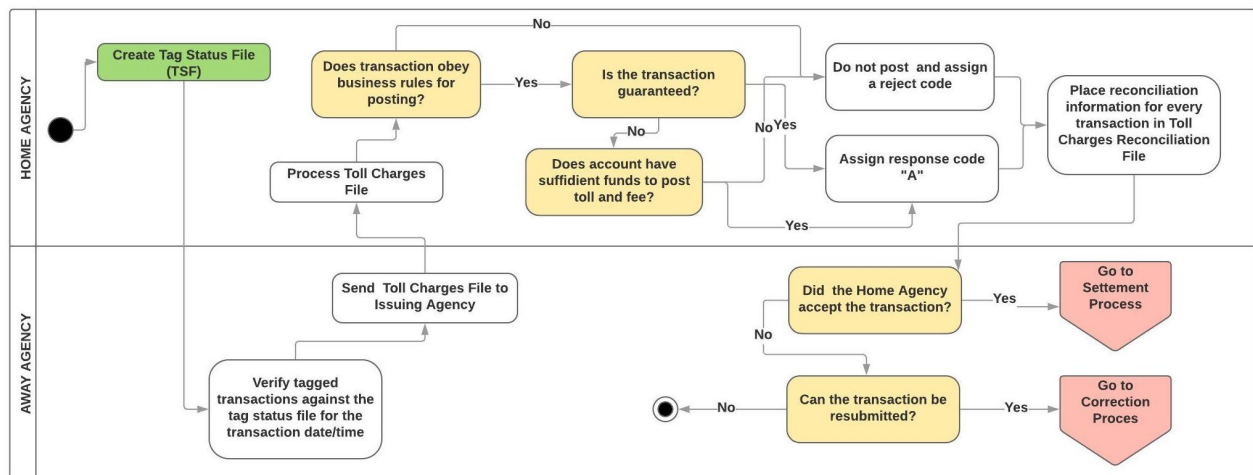 HOME AGENCY
Create Tag Status File
(TSF)
Does transaction obey
business rules for
posting?
No
Yes
Is the transaction
guaranteed?
No
Yes
No
Do not post and assign
a reject code
Place reconciliation
information for every
transaction in Toll
Charges Reconciliation
File
Process Toll Charges
File
Does account have
suffidient funds to post
toll and fee?
Assign response code
"A"
Yes
AWAY AGENCY
Send Toll Charges File to
Issuing Agency
Verify tagged
transactions against the
tag status file for the
transaction date/time
Did the Home Agency
accept the transaction?
Yes
Go to
Settement
Process
No
Can the transaction be
resubmitted?
No
Yes
Go to
Correction
Proces